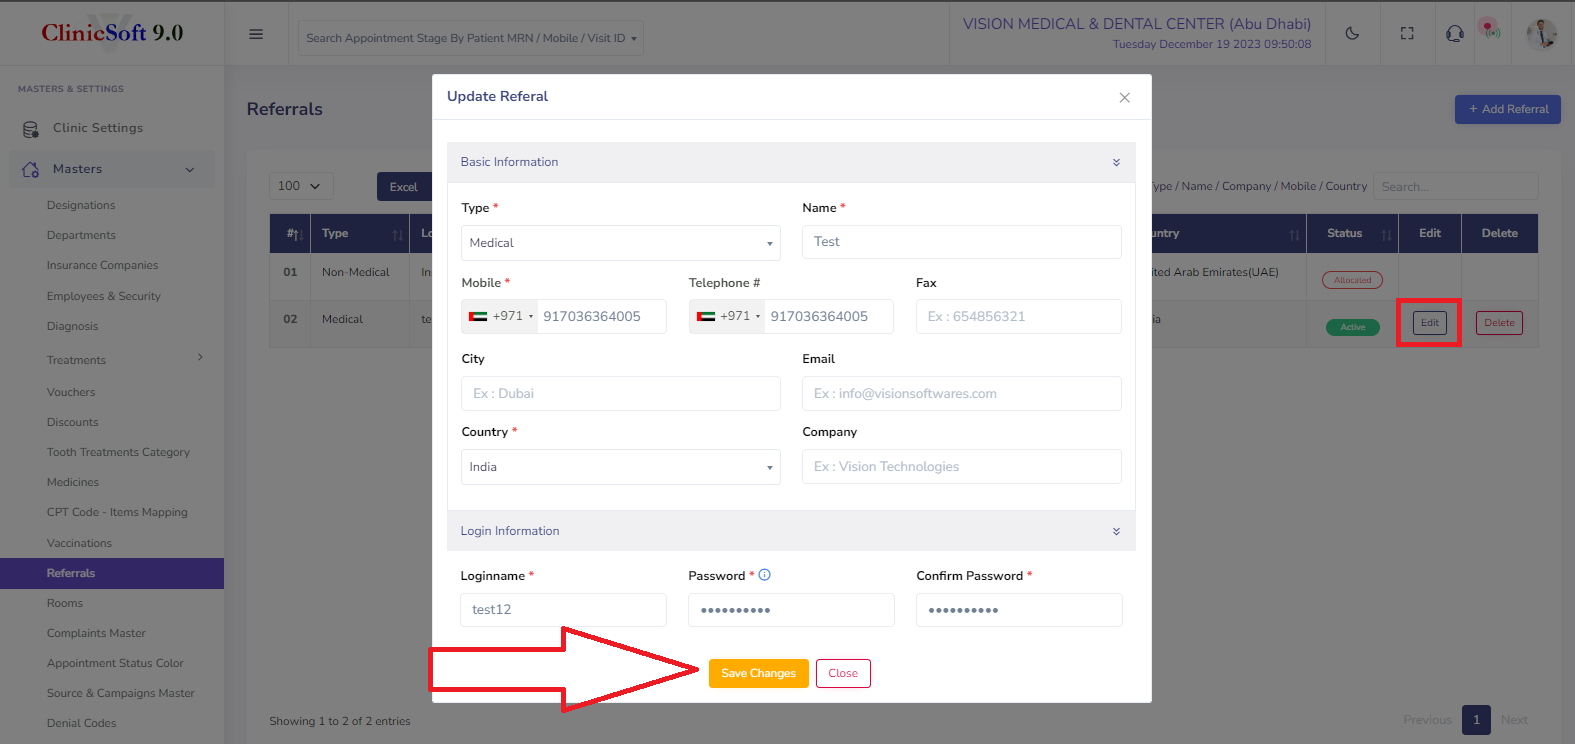 ClinicSoft 9.0
Search Appointment Stage By Patient MRN / Mobile / Visit ID
VISION MEDICAL & DENTAL CENTER (Abu Dhabi)
Tuesday December 19 2023 09:50:08
MASTERS & SETTINGS
Clinic Settings
Masters
Designations
Departments
Insurance Companies
Employees & Security
Diagnosis
Treatments
Vouchers
Discounts
Tooth Treatments Category
Medicines
CPT Code - Items Mapping
Vaccinations
Referrals
Rooms
Complaints Master
Appointment Status Color
Source & Campaigns Master
Denial Codes
Referrals
+ Add Referral
100
Excel
Type / Name / Company / Mobile / Country Search...
# Type Lo untry Status Edit Delete
01 Non-Medical In ited Arab Emirates(UAE) Allocated
02 Medical te ia Active Edit Delete
Showing 1 to 2 of 2 entries
Previous 1 Next
Update Referal
Basic Information
Type * Name *
Medical Test
Mobile * Telephone # Fax
+971 917036364005 +971 917036364005 Ex : 654856321
City Email
Ex : Dubai Ex : info@visionsoftwares.com
Country * Company
India Ex : Vision Technologies
Login Information
Loginname * Password * Confirm Password *
test12 •••••••••• ••••••••••
Save Changes Close